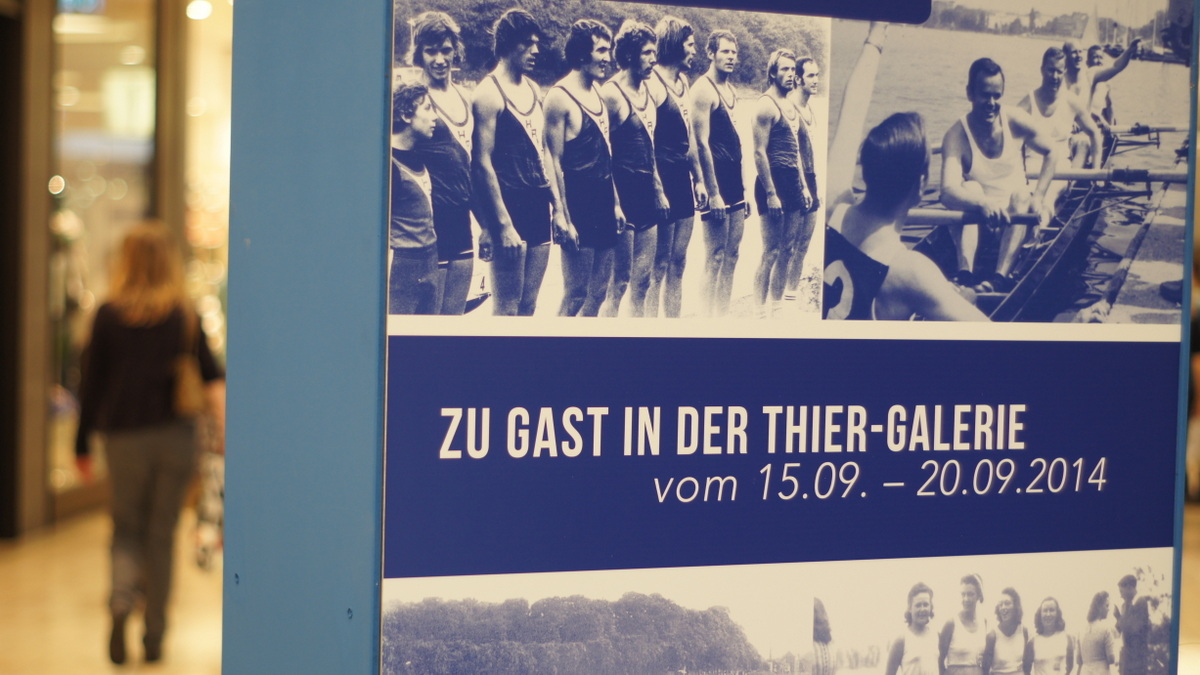 ZU GAST IN DER THIER-GALERIE
vom 15.09. – 20.09.2014